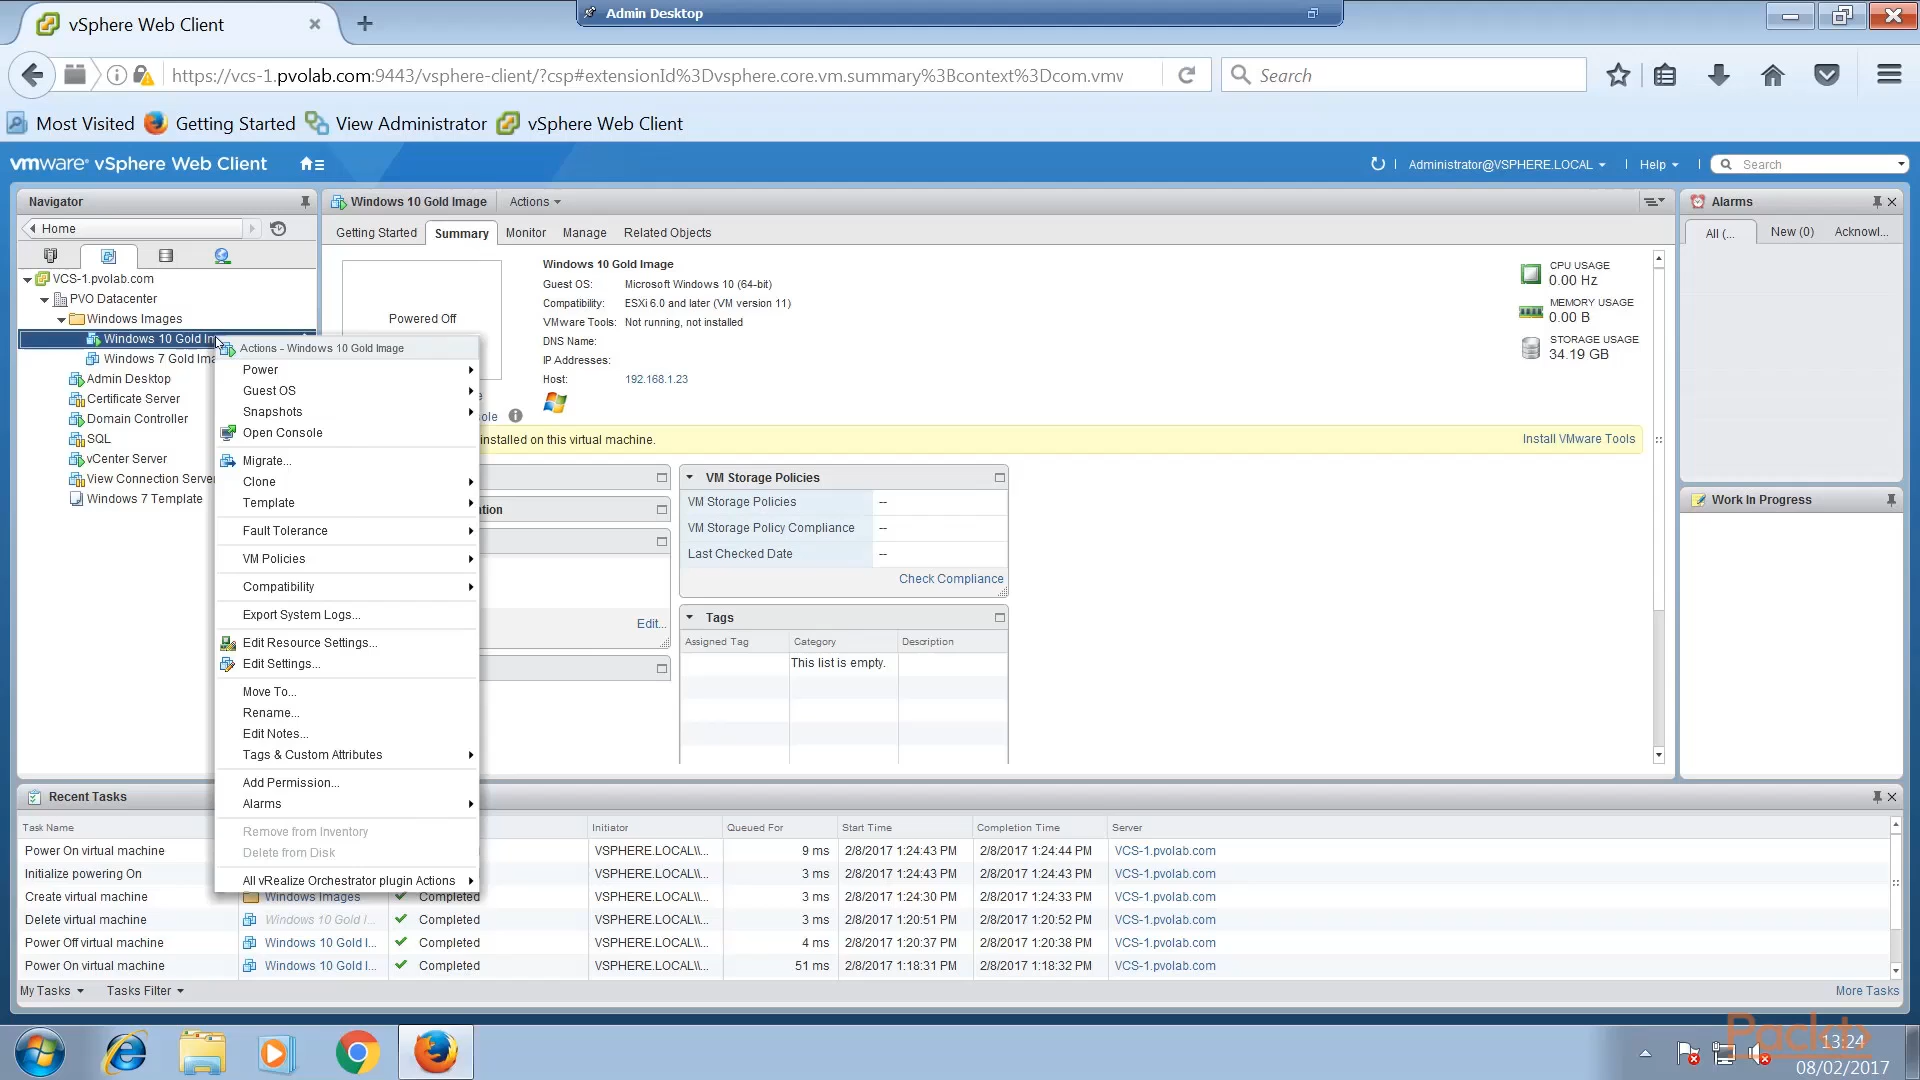 vSphere Web Client
Admin Desktop
https://vcs-1.pvolab.com:9443/vsphere-client/?csp#extensionId%3Dvsphere.core.vm.summary%3Bcontext%3Dcom.vmv
Search
Most Visited
Getting Started
View Administrator
vSphere Web Client
vmware® vSphere Web Client
Administrator@VSPHERE.LOCAL
Help
Search
Navigator
Home
VCS-1.pvolab.com
PVO Datacenter
Windows Images
Windows 10 Gold Im
Windows 7 Gold Ima
Admin Desktop
Certificate Server
Domain Controller
SQL
vCenter Server
View Connection Server
Windows 7 Template
Windows 10 Gold Image
Actions
Getting Started
Summary
Monitor
Manage
Related Objects
Powered Off
Windows 10 Gold Image
Guest OS: Microsoft Windows 10 (64-bit)
Compatibility: ESXi 6.0 and later (VM version 11)
VMware Tools: Not running, not installed
DNS Name:
IP Addresses:
Host: 192.168.1.23
CPU USAGE
0.00 Hz
MEMORY USAGE
0.00 B
STORAGE USAGE
34.19 GB
installed on this virtual machine.
Install VMware Tools
Actions - Windows 10 Gold Image
Power
Guest OS
Snapshots
Open Console
Migrate...
Clone
Template
Fault Tolerance
VM Policies
Compatibility
Export System Logs...
Edit Resource Settings...
Edit Settings...
Move To...
Rename...
Edit Notes...
Tags & Custom Attributes
Add Permission...
Alarms
Remove from Inventory
Delete from Disk
All vRealize Orchestrator plugin Actions
Edit...
VM Storage Policies
VM Storage Policies --
VM Storage Policy Compliance --
Last Checked Date --
Check Compliance
Tags
Assigned Tag Category Description
This list is empty.
Alarms
All (...
New (0)
Acknowl...
Work In Progress
Recent Tasks
Task Name Initiator Queued For Start Time Completion Time Server
Power On virtual machine VSPHERE.LOCAL\\... 9 ms 2/8/2017 1:24:43 PM 2/8/2017 1:24:44 PM VCS-1.pvolab.com
Initialize powering On VSPHERE.LOCAL\\... 3 ms 2/8/2017 1:24:43 PM 2/8/2017 1:24:43 PM VCS-1.pvolab.com
Create virtual machine Windows Images Completed VSPHERE.LOCAL\\... 3 ms 2/8/2017 1:24:30 PM 2/8/2017 1:24:33 PM VCS-1.pvolab.com
Delete virtual machine Windows 10 Gold I... Completed VSPHERE.LOCAL\\... 3 ms 2/8/2017 1:20:51 PM 2/8/2017 1:20:52 PM VCS-1.pvolab.com
Power Off virtual machine Windows 10 Gold I... Completed VSPHERE.LOCAL\\... 4 ms 2/8/2017 1:20:37 PM 2/8/2017 1:20:38 PM VCS-1.pvolab.com
Power On virtual machine Windows 10 Gold I... Completed VSPHERE.LOCAL\\... 51 ms 2/8/2017 1:18:31 PM 2/8/2017 1:18:32 PM VCS-1.pvolab.com
My Tasks
Tasks Filter
More Tasks
Packt>
13:24
08/02/2017